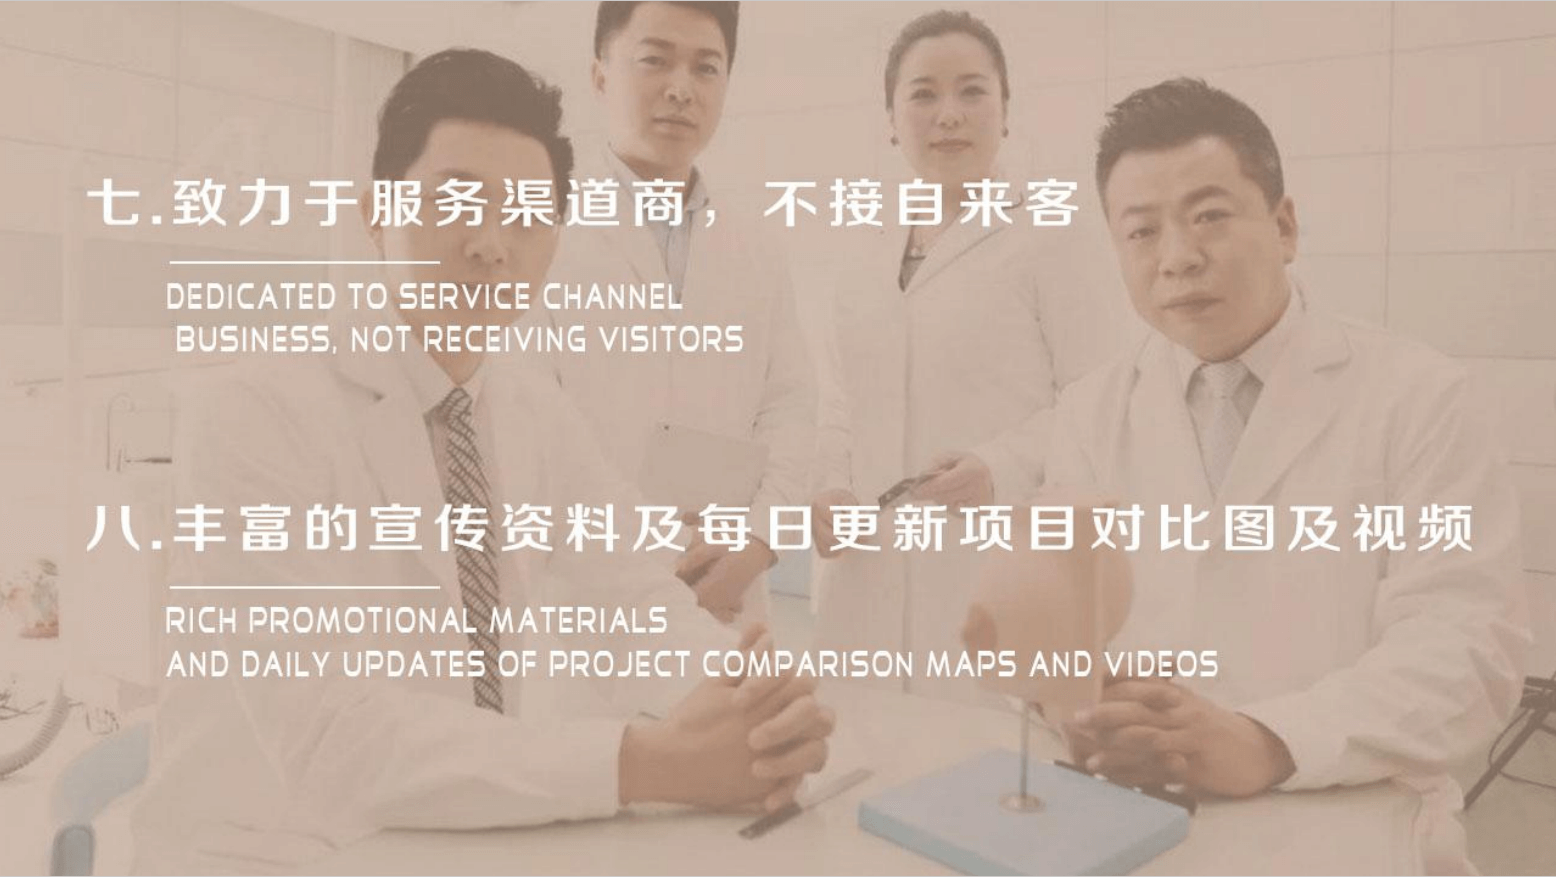 七.致力于服务渠道商，不接自来客
DEDICATED TO SERVICE CHANNEL
BUSINESS, NOT RECEIVING VISITORS
八.丰富的宣传资料及每日更新项目对比图及视频
RICH PROMOTIONAL MATERIALS
AND DAILY UPDATES OF PROJECT COMPARISON MAPS AND VIDEOS